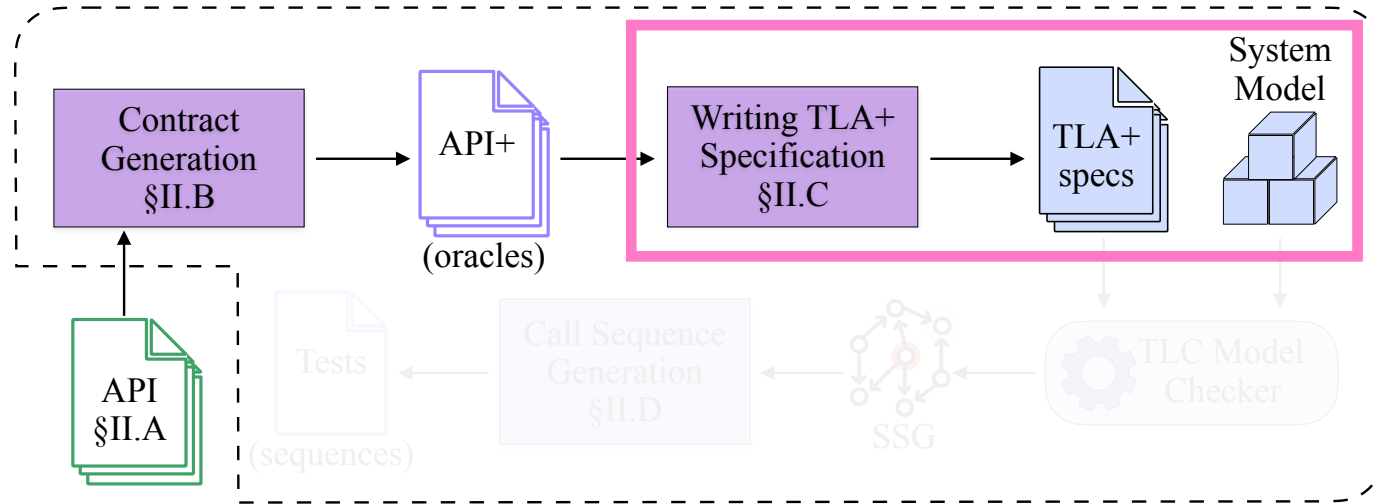 Contract
Generation
§II.B
API+
(oracles)
Writing TLA+
Specification
§II.C
TLA+
specs
System
Model
API
§II.A
Tests
(sequences)
Call Sequence
Generation
§II.D
SSG
TLC Model
Checker